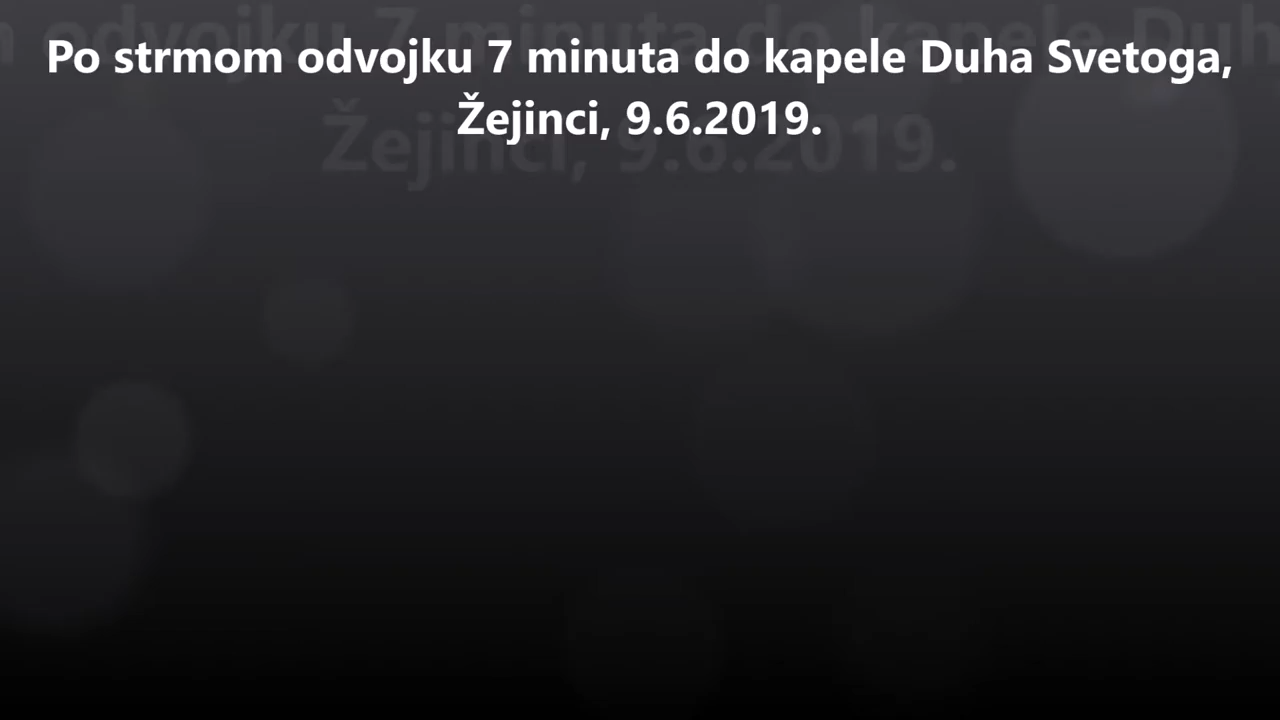 Po strmom odvojku 7 minuta do kapele Duha Svetoga,
Žejinci, 9.6.2019.